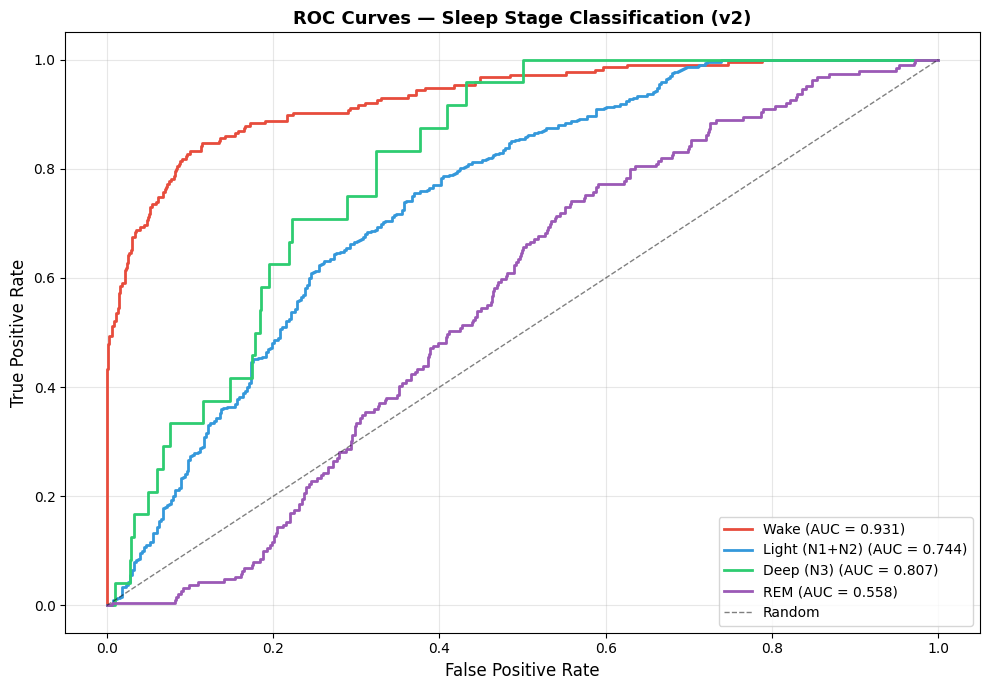 ROC Curves — Sleep Stage Classification (v2)
True Positive Rate
1.0
0.8
0.6
0.4
0.2
0.0
0.0 0.2 0.4 0.6 0.8 1.0
False Positive Rate
Wake (AUC = 0.931)
Light (N1+N2) (AUC = 0.744)
Deep (N3) (AUC = 0.807)
REM (AUC = 0.558)
Random